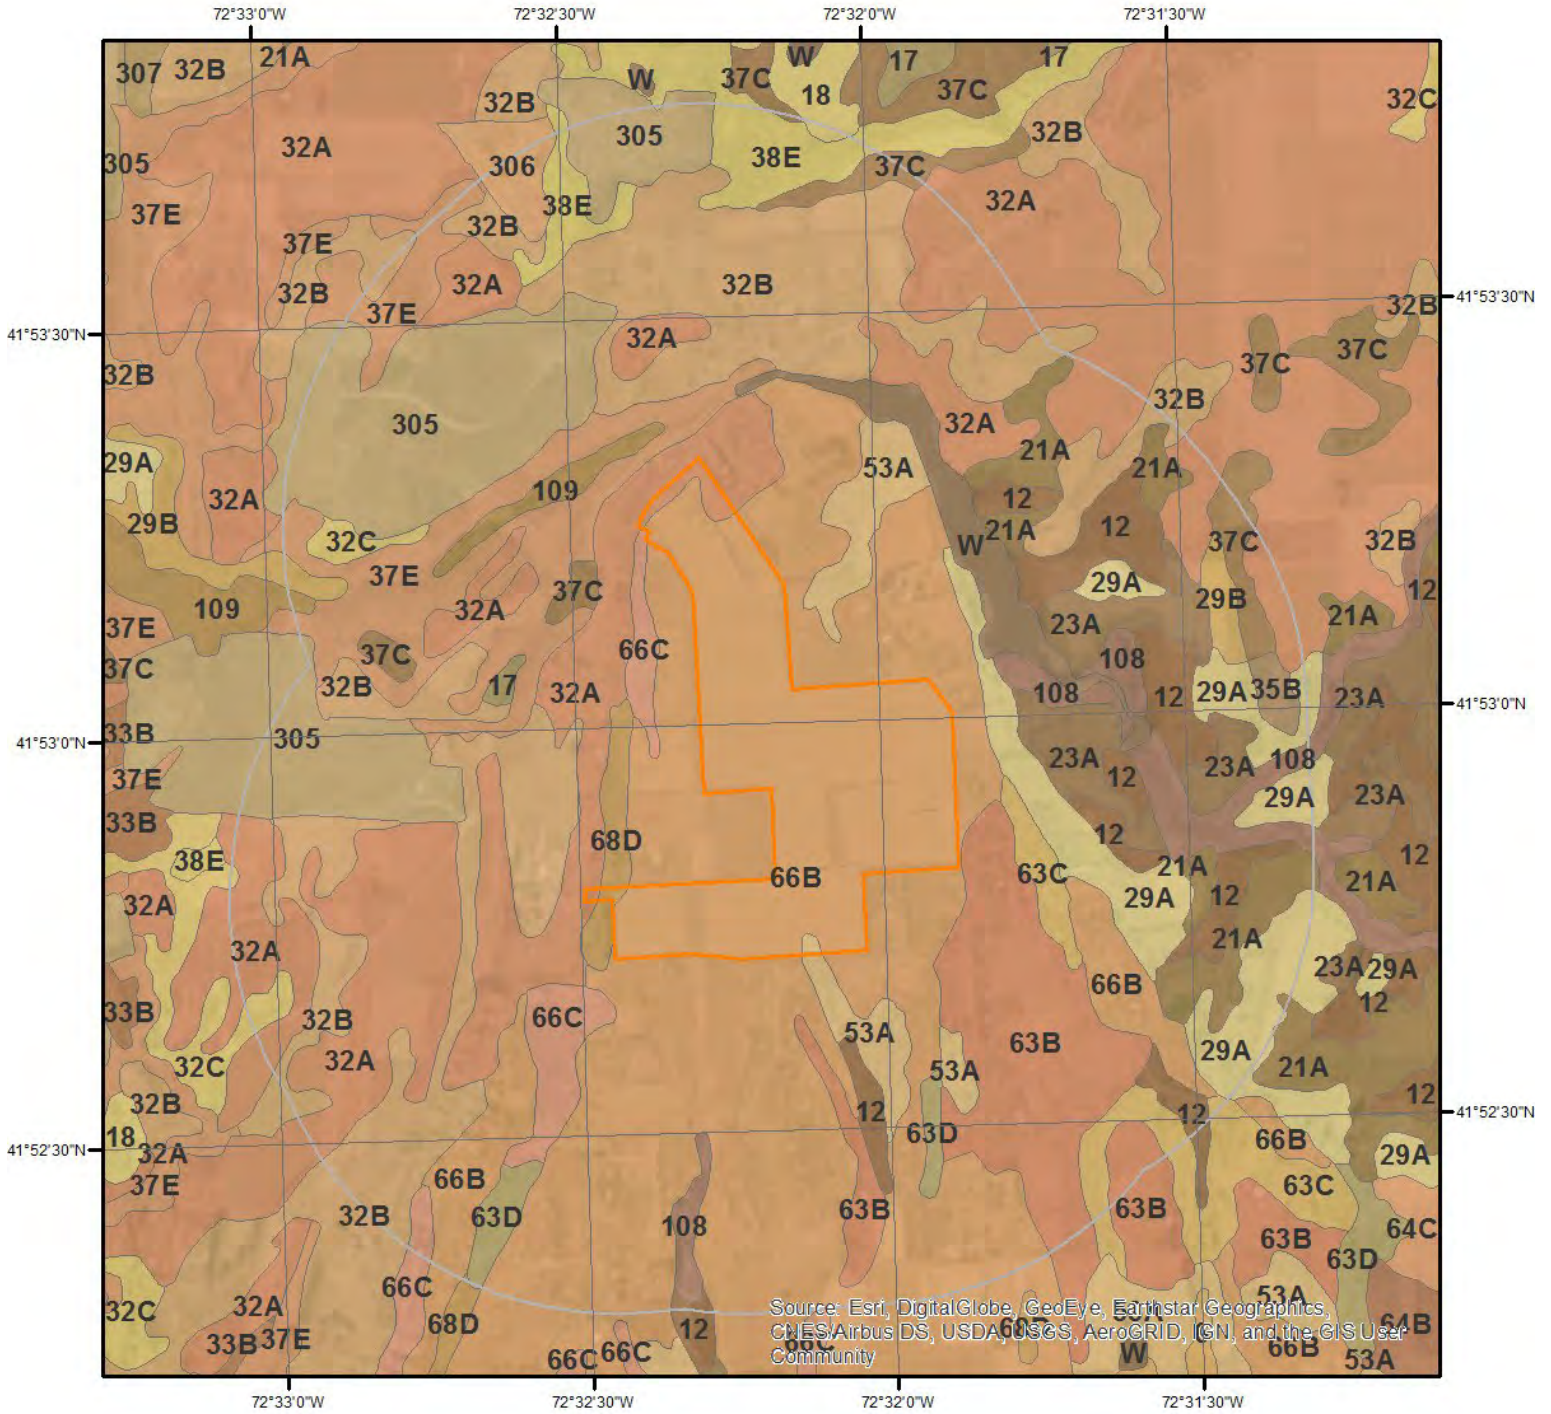 72°33'0"W 72°32'30"W 72°32'0"W 72°31'30"W
307 32B 21A W 37C W 17 17
32B 18 37C 32C
305 32A 306 305 38E 37C 32B
37E 32B 38E 32A
37E
32B 32A 32B
41°53'30"N 37E 32A 32B 41°53'30"N
32B 37C 37C
305 32A 32B
29A 53A 21A 21A
32A 109 12
29B 32C W 21A 12 37C 32B
37E 37C 29A 29B 12
109 32A 23A 21A
37E 66C 108
37C 37C
32B 17 32A 108 12 29A 35B 23A 41°53'0"N
41°53'0"N 33B 305
37E 23A 12 23A 108
29A 23A
33B 68D 12
38E 66B 63C 21A 12
32A 29A 12 21A
32A 21A
66B 23A 29A
33B 32B 66C 53A 63B 12
32A 53A 29A 21A
32C
32B 12 12 12 41°52'30"N
18 63D 66B
41°52'30"N 32A 29A
37E 66B 63C
32B 63D 108 63B 63B 63B 64C
63D
66C 53A
32C 32A 68D 12 53A 64B
33B 37E 66C 66C 66C 68D W 66B 53A
Source: Esri, DigitalGlobe, GeoEye, Earthstar Geographics,
CNES/Airbus DS, USDA, USGS, AeroGRID, IGN, and the GIS User
Community
72°33'0"W 72°32'30"W 72°32'0"W 72°31'30"W